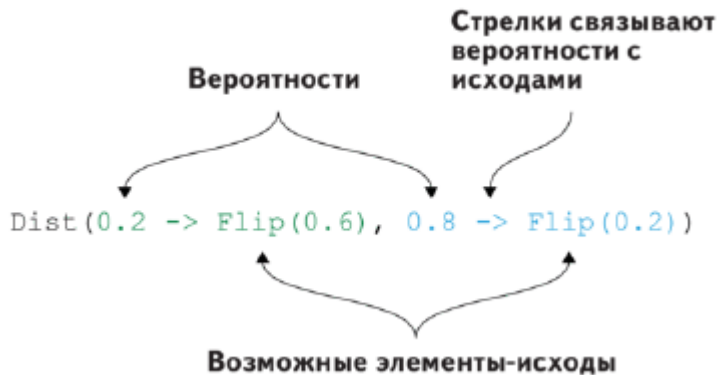 Стрелки связывают
вероятности с
исходами
Вероятности
Dist(0.2 -> Flip(0.6), 0.8 -> Flip(0.2))
Возможные элементы-исходы